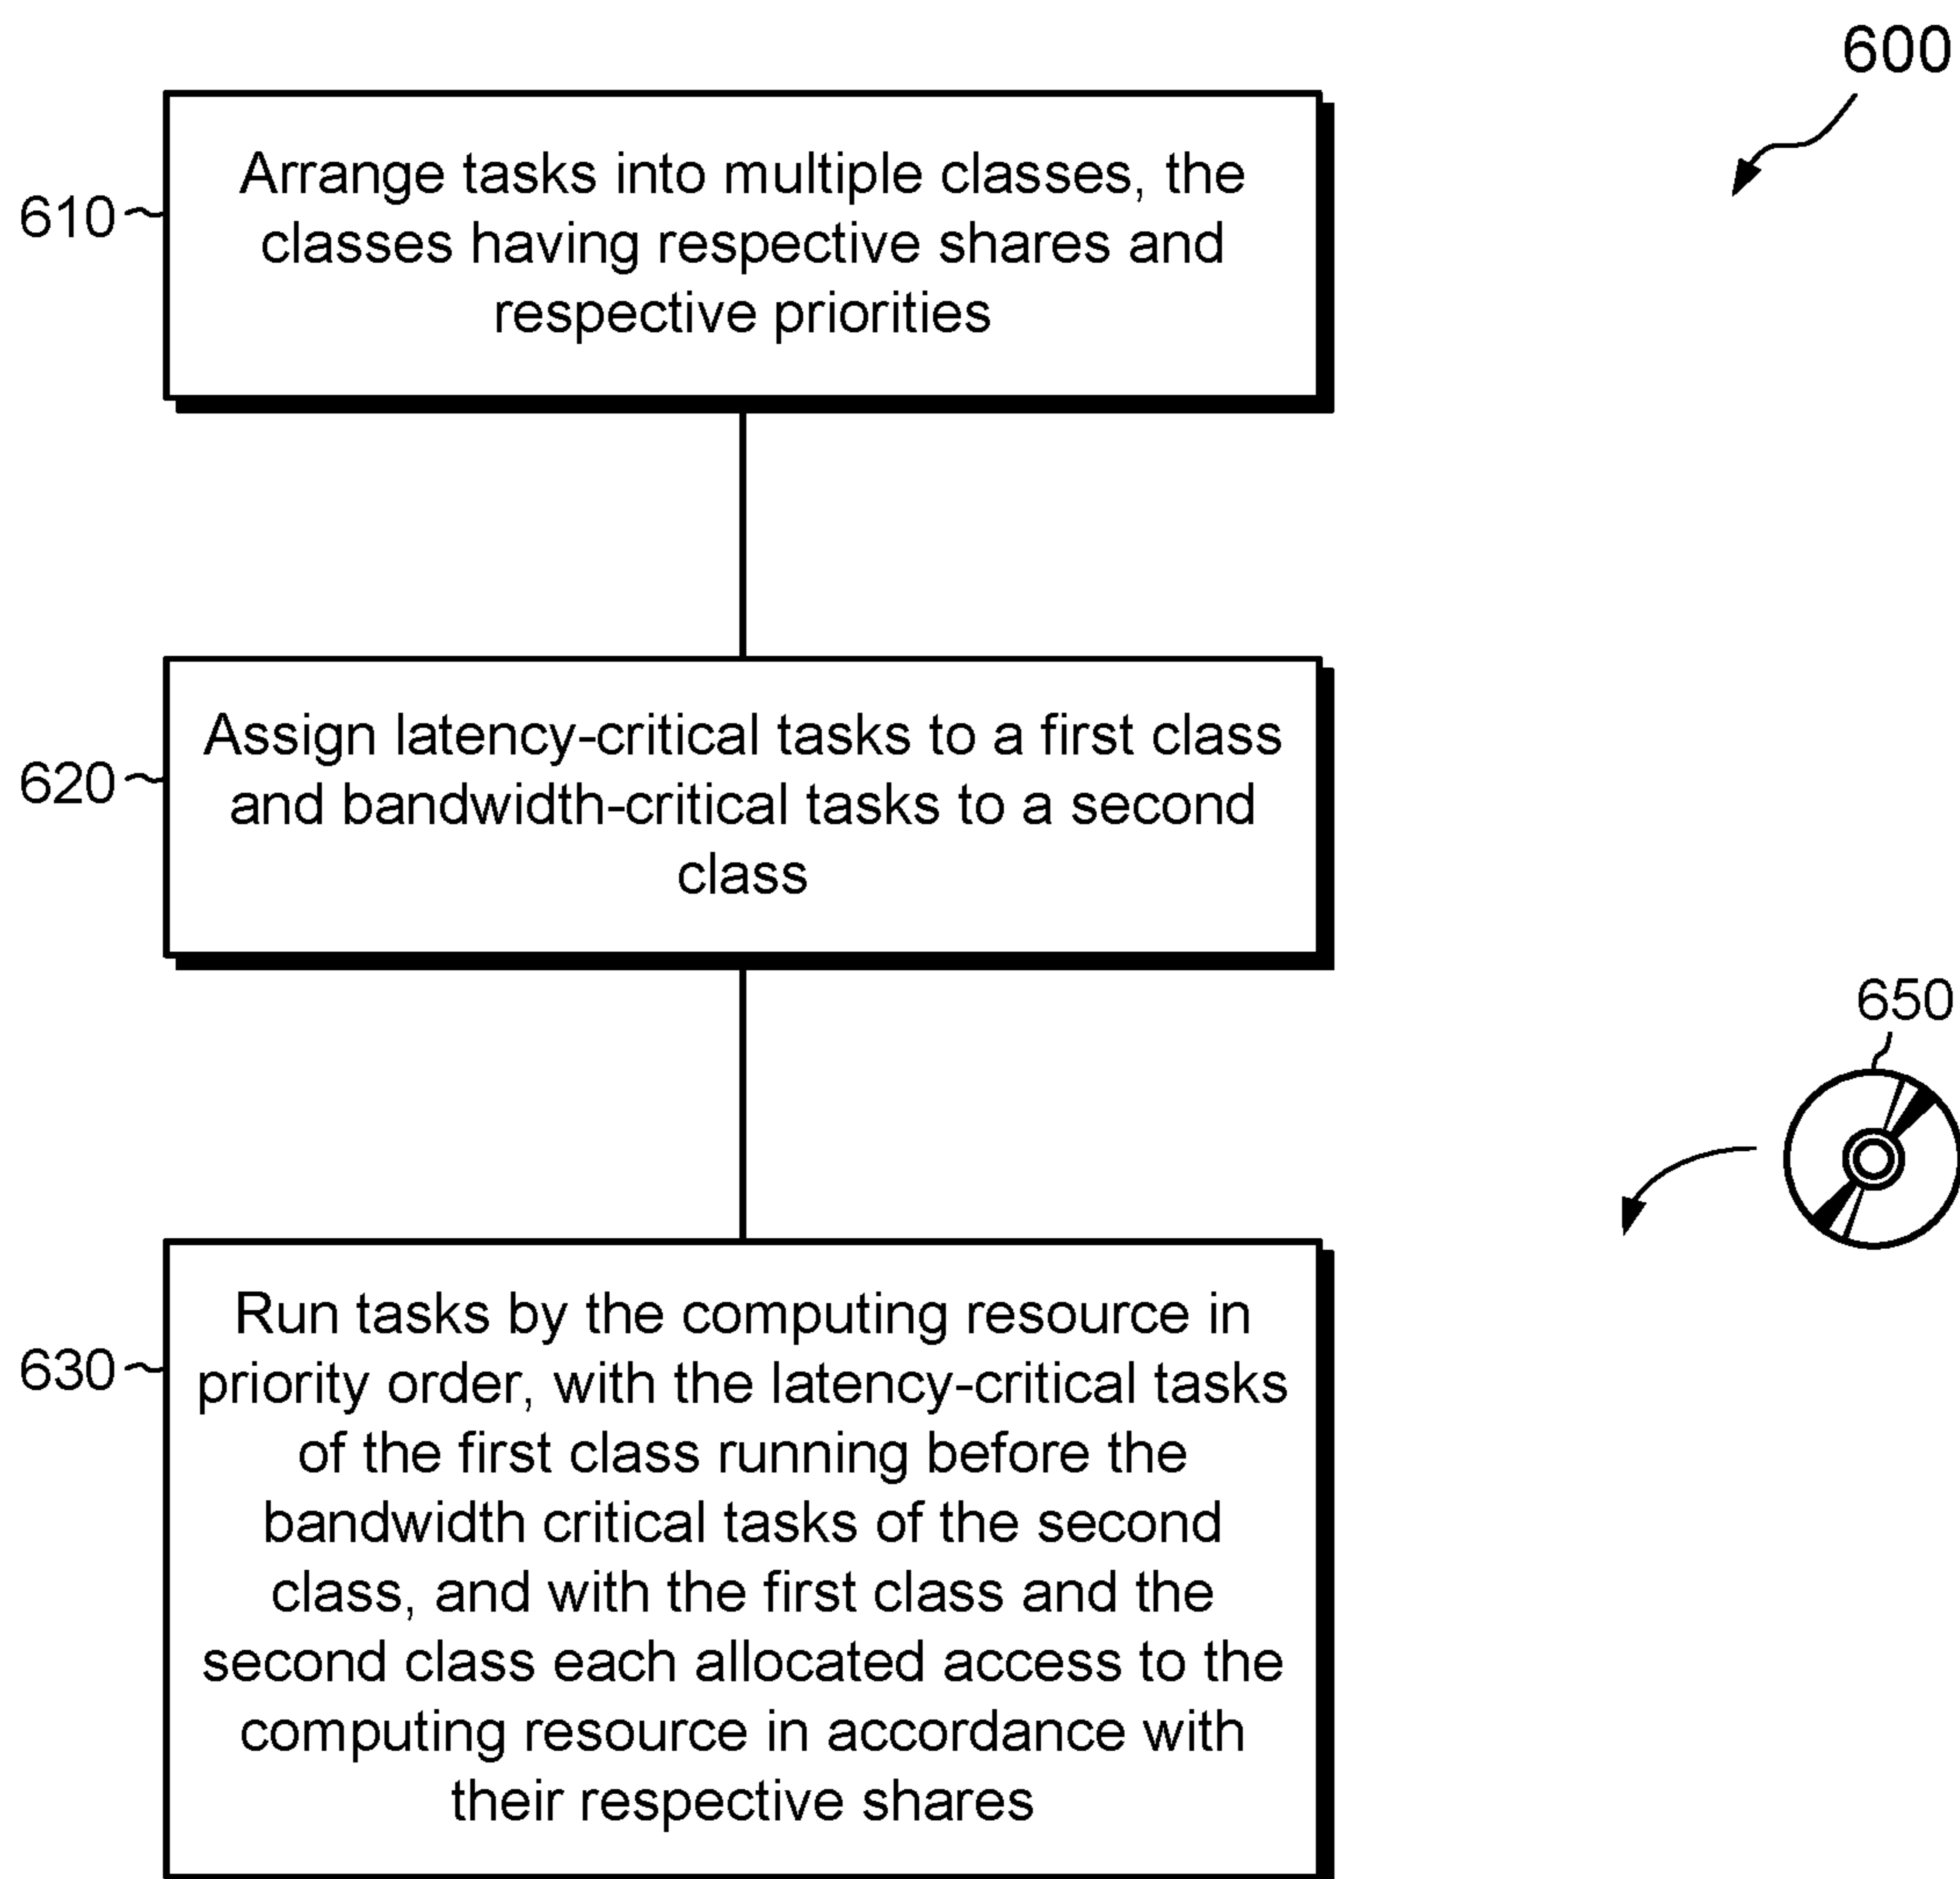 600
610
Arrange tasks into multiple classes, the
classes having respective shares and
respective priorities
620
Assign latency-critical tasks to a first class
and bandwidth-critical tasks to a second
class
650
630
Run tasks by the computing resource in
priority order, with the latency-critical tasks
of the first class running before the
bandwidth critical tasks of the second
class, and with the first class and the
second class each allocated access to the
computing resource in accordance with
their respective shares